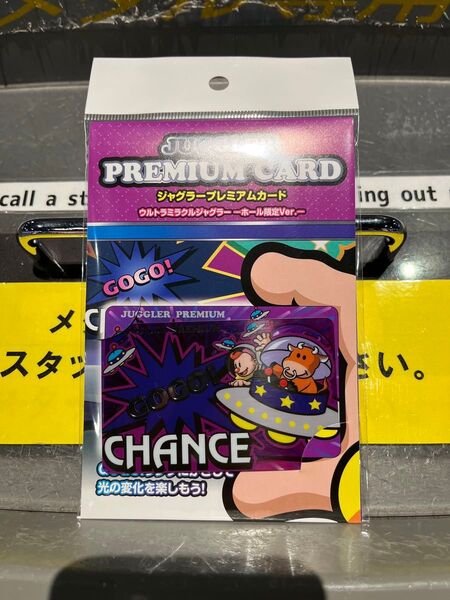 call a st
ing out
JUGGLER
PREMIUM CARD
ジャグラープレミアムカード
ウルトラミラクルジャグラー ーホール限定Ver.ー
GOGO!
JUGGLER PREMIUM
GOGO!
CHANCE
光の変化を楽しもう!
メ
スタッ
さい。